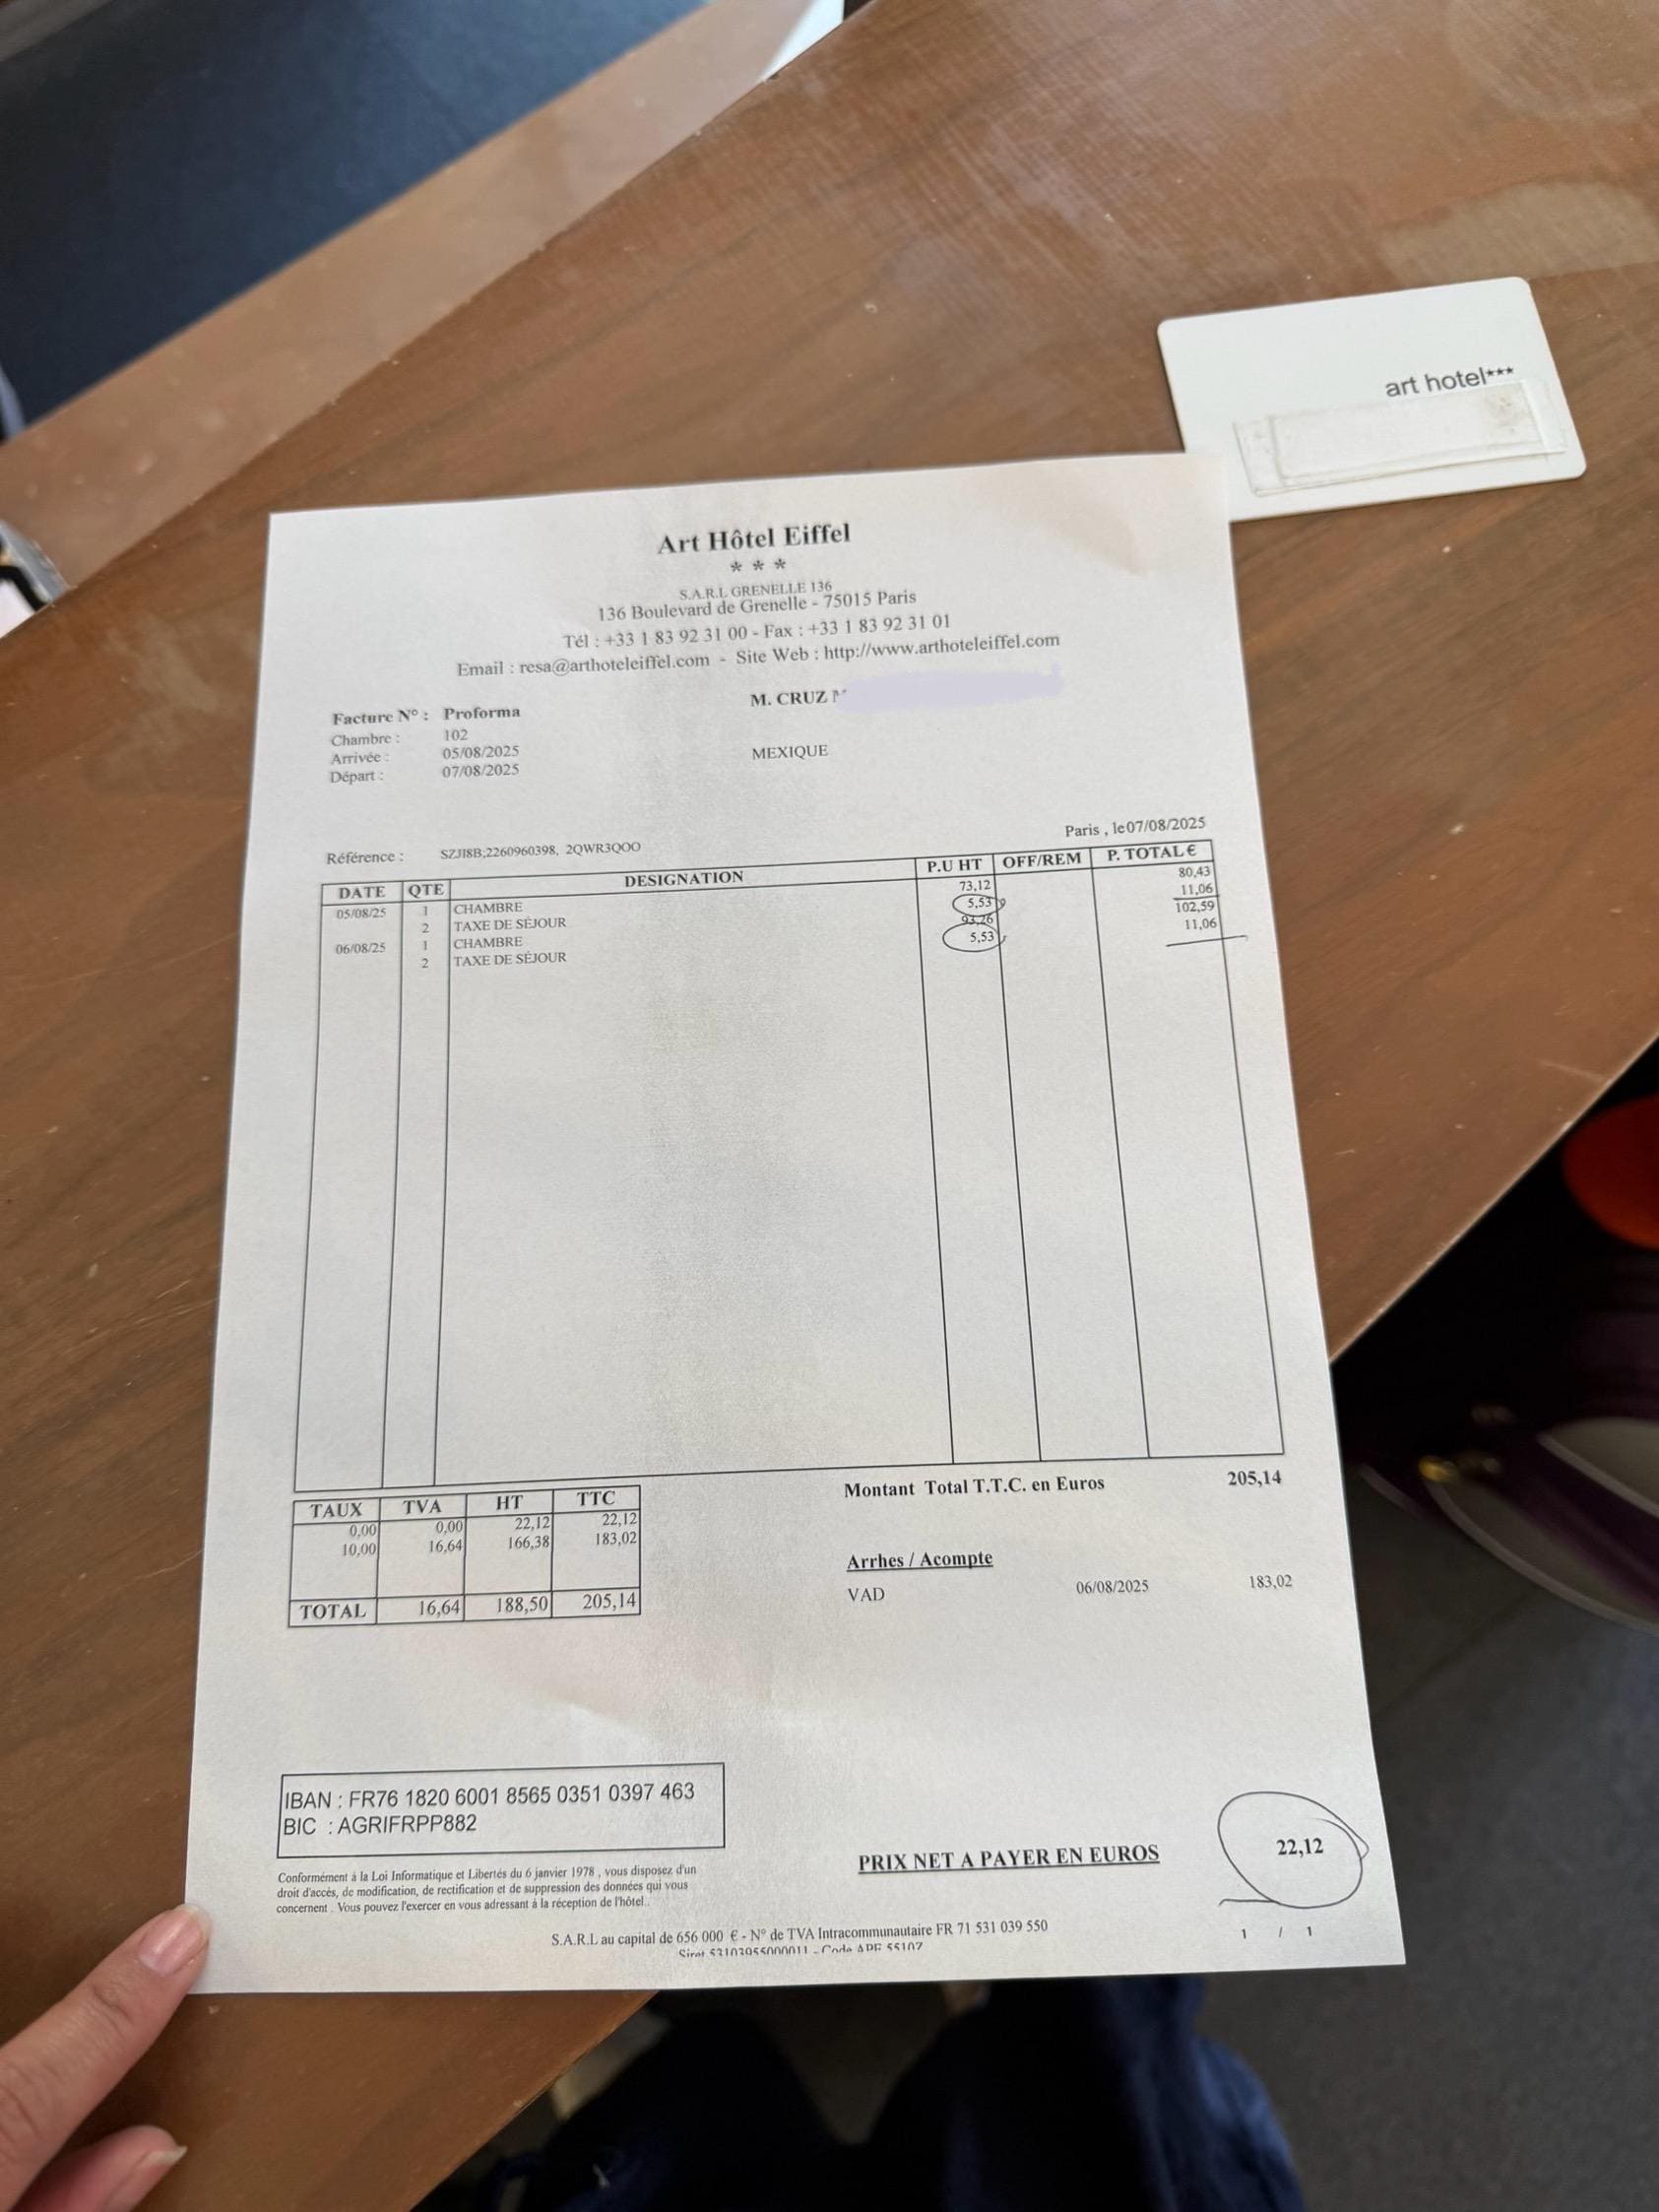 art hotel***
Art Hôtel Eiffel
* * *
S.A.R.L GRENELLE 136
136 Boulevard de Grenelle - 75015 Paris
Tél : +33 1 83 92 31 00 - Fax : +33 1 83 92 31 01
Email : resa@arthoteleiffel.com - Site Web : http://www.arthoteleiffel.com
M. CRUZ
Facture N° : Proforma
Chambre : 102
Arrivée : 05/08/2025
MEXIQUE
Départ : 07/08/2025
Paris , le07/08/2025
Référence : SZJI8B;2260960398, 2QWR3QOO
DATE QTE DESIGNATION P.U HT OFF/REM P. TOTAL €
05/08/25 1 CHAMBRE 73,12 80,43
2 TAXE DE SÉJOUR 5,53 11,06
06/08/25 1 CHAMBRE 93,26 102,59
2 TAXE DE SÉJOUR 5,53 11,06
Montant Total T.T.C. en Euros 205,14
TAUX TVA HT TTC
0,00 0,00 22,12 22,12
10,00 16,64 166,38 183,02
TOTAL 16,64 188,50 205,14
Arrhes / Acompte
VAD 06/08/2025 183,02
IBAN : FR76 1820 6001 8565 0351 0397 463
BIC : AGRIFRPP882
PRIX NET A PAYER EN EUROS 22,12
Conformément à la Loi Informatique et Libertés du 6 janvier 1978 , vous disposez d'un
droit d'accès, de modification, de rectification et de suppression des données qui vous
concernent . Vous pouvez l'exercer en vous adressant à la réception de l'hôtel..
S.A.R.L au capital de 656 000 € - N° de TVA Intracommunautaire FR 71 531 039 550
1 / 1
Siret 53103955000011 - Code APE 5510Z